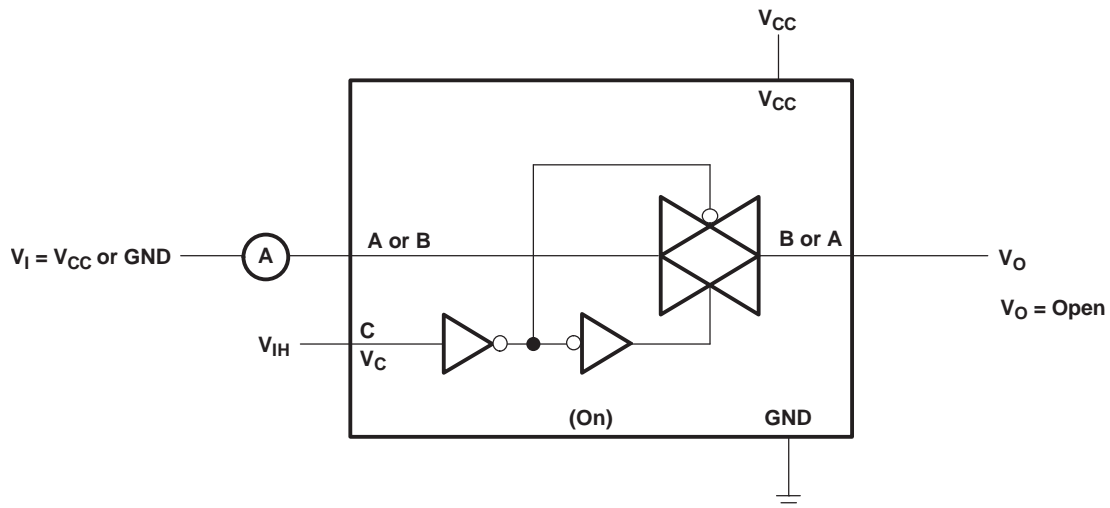 VCC
VCC
VI = VCC or GND
A
A or B
B or A
VO
VO = Open
VIH
C
VC
(On)
GND